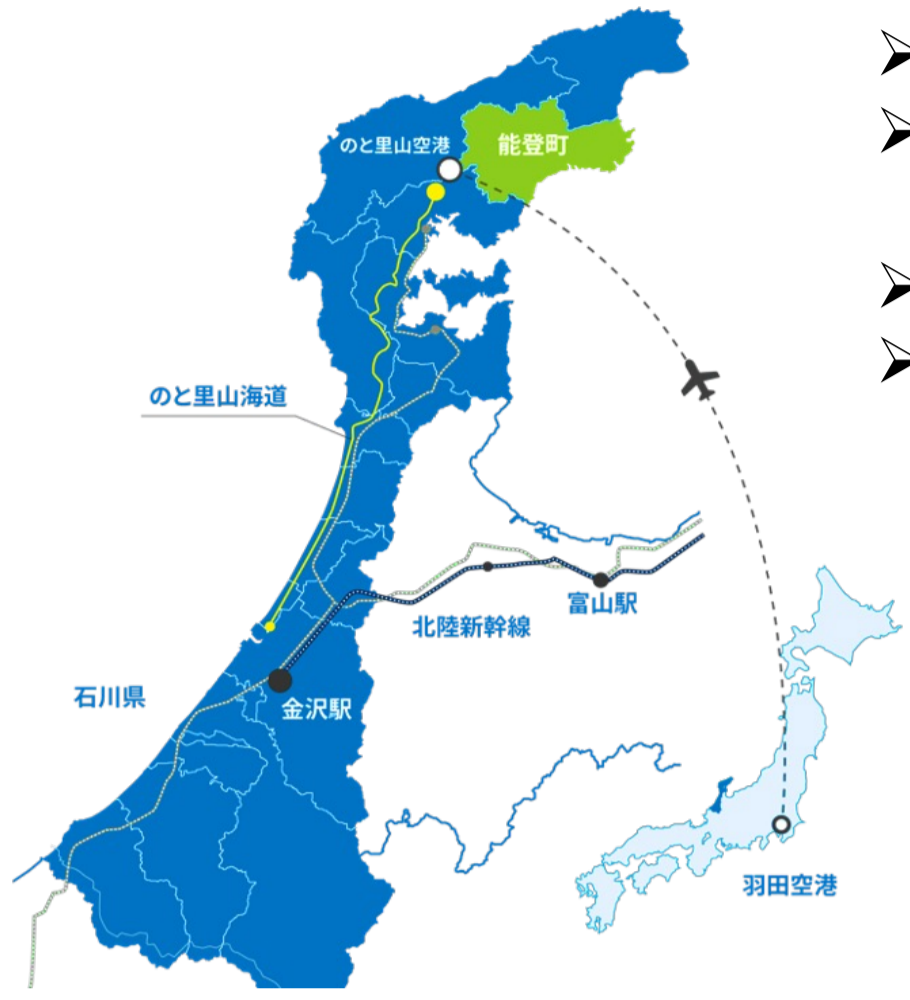 のと里山空港
能登町
のと里山海道
北陸新幹線
富山駅
石川県
金沢駅
羽田空港